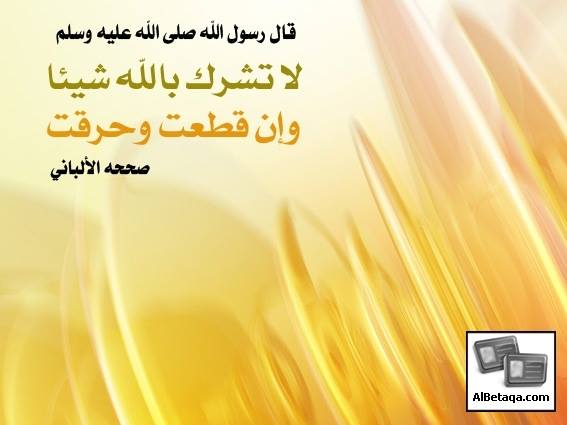 قال رسول الله صلى الله عليه وسلم
لا تشرك بالله شيئا
وإن قطعت وحرقت
صححه الألباني
AlBetaqa.com